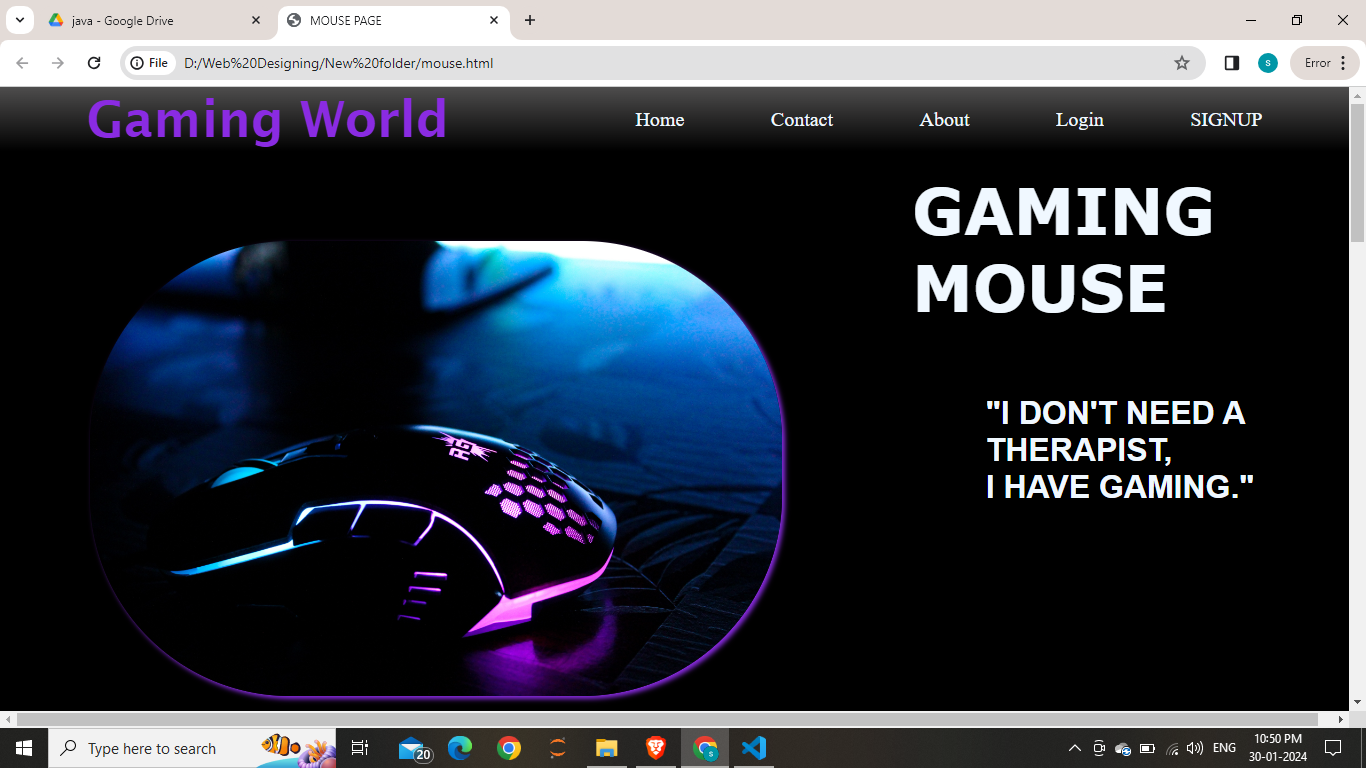 java - Google Drive
MOUSE PAGE
File
D:/Web%20Designing/New%20folder/mouse.html
S
Error
Gaming World
Home
Contact
About
Login
SIGNUP
GAMING
MOUSE
"I DON'T NEED A
THERAPIST,
I HAVE GAMING."
Type here to search
20
S
ENG
10:50 PM
30-01-2024